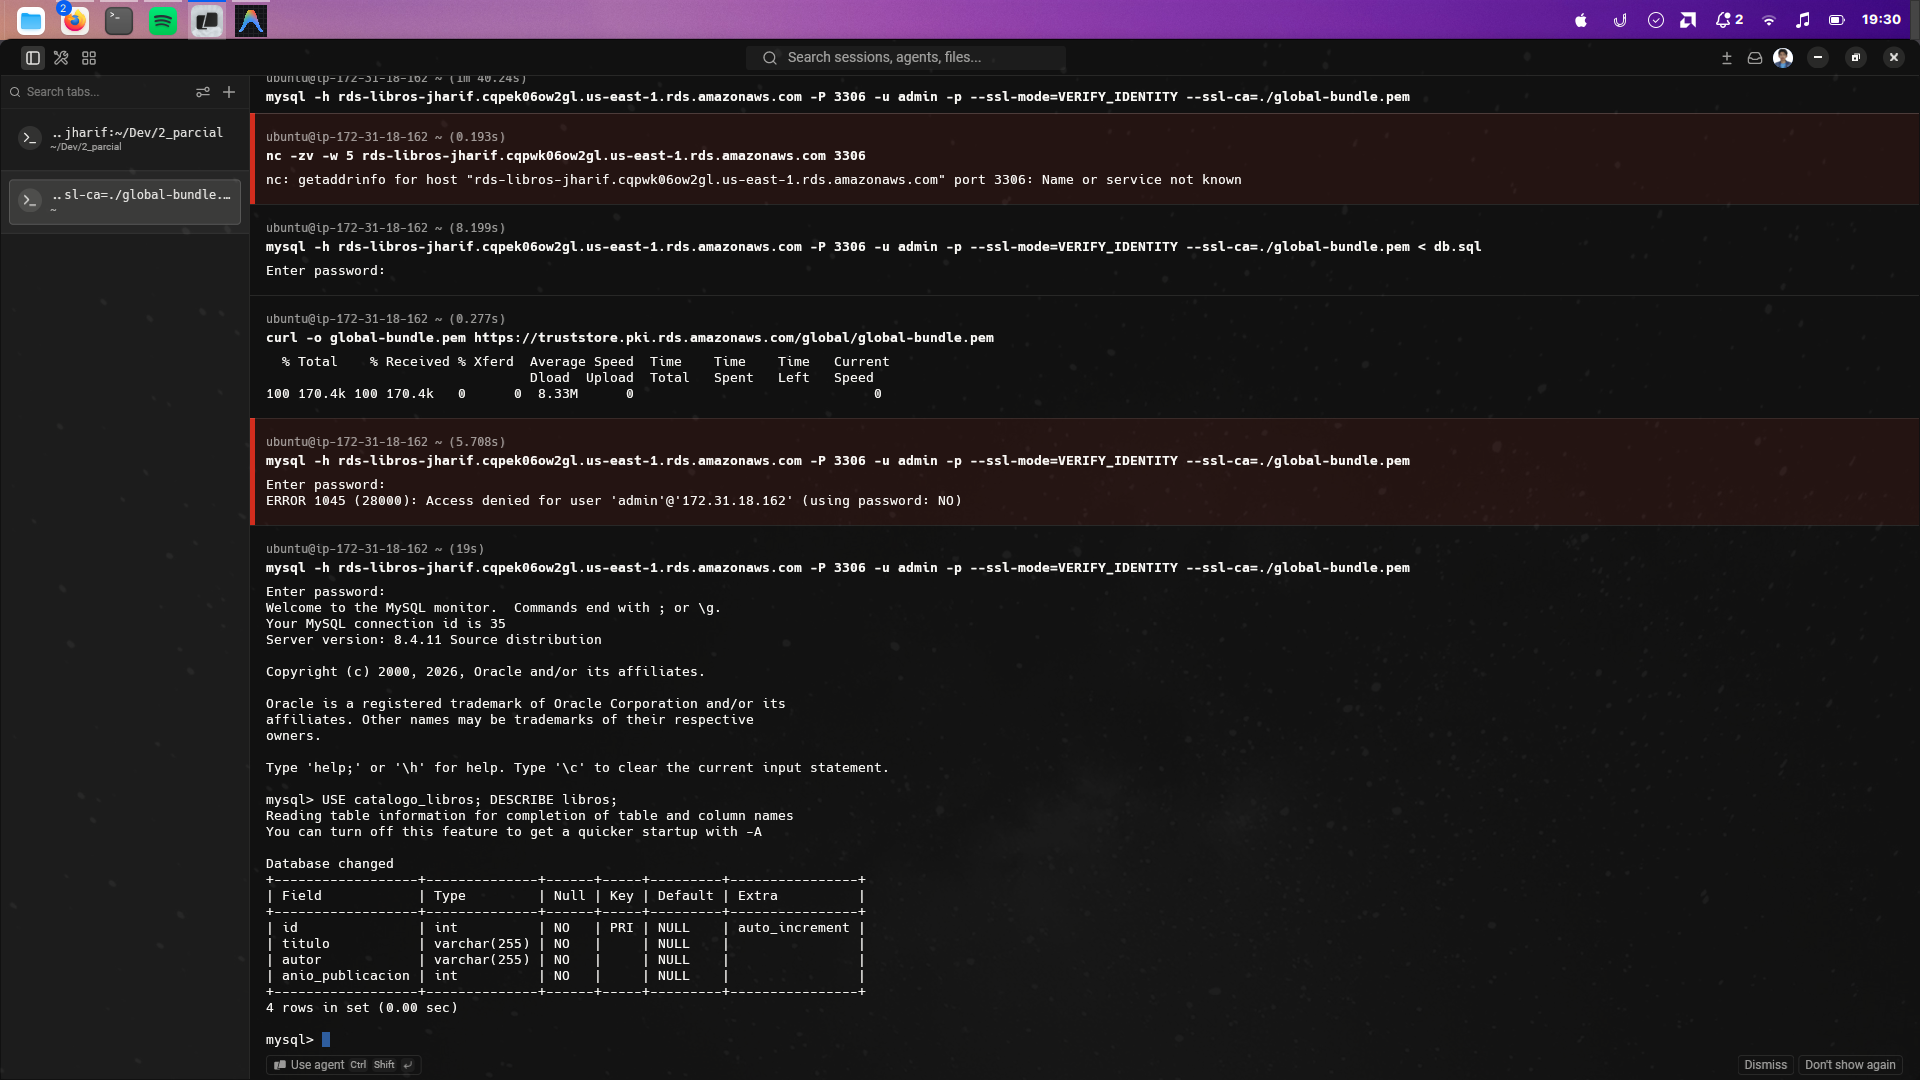 2
2
19:30
Search sessions, agents, files...
Search tabs...
..jharif:~/Dev/2_parcial
~/Dev/2_parcial
..sl-ca=./global-bundle....
~
ubuntu@ip-172-31-18-162 ~ (1m 40.24s)
mysql -h rds-libros-jharif.cqpek06ow2gl.us-east-1.rds.amazonaws.com -P 3306 -u admin -p --ssl-mode=VERIFY_IDENTITY --ssl-ca=./global-bundle.pem
ubuntu@ip-172-31-18-162 ~ (0.193s)
nc -zv -w 5 rds-libros-jharif.cqpwk06ow2gl.us-east-1.rds.amazonaws.com 3306
nc: getaddrinfo for host "rds-libros-jharif.cqpwk06ow2gl.us-east-1.rds.amazonaws.com" port 3306: Name or service not known
ubuntu@ip-172-31-18-162 ~ (8.199s)
mysql -h rds-libros-jharif.cqpek06ow2gl.us-east-1.rds.amazonaws.com -P 3306 -u admin -p --ssl-mode=VERIFY_IDENTITY --ssl-ca=./global-bundle.pem < db.sql
Enter password:
ubuntu@ip-172-31-18-162 ~ (0.277s)
curl -o global-bundle.pem https://truststore.pki.rds.amazonaws.com/global/global-bundle.pem
  % Total    % Received % Xferd  Average Speed  Time    Time    Time   Current
                                 Dload  Upload  Total   Spent   Left   Speed
100 170.4k 100 170.4k   0      0  8.33M      0                              0
ubuntu@ip-172-31-18-162 ~ (5.708s)
mysql -h rds-libros-jharif.cqpek06ow2gl.us-east-1.rds.amazonaws.com -P 3306 -u admin -p --ssl-mode=VERIFY_IDENTITY --ssl-ca=./global-bundle.pem
Enter password:
ERROR 1045 (28000): Access denied for user 'admin'@'172.31.18.162' (using password: NO)
ubuntu@ip-172-31-18-162 ~ (19s)
mysql -h rds-libros-jharif.cqpek06ow2gl.us-east-1.rds.amazonaws.com -P 3306 -u admin -p --ssl-mode=VERIFY_IDENTITY --ssl-ca=./global-bundle.pem
Enter password:
Welcome to the MySQL monitor.  Commands end with ; or \g.
Your MySQL connection id is 35
Server version: 8.4.11 Source distribution
Copyright (c) 2000, 2026, Oracle and/or its affiliates.
Oracle is a registered trademark of Oracle Corporation and/or its
affiliates. Other names may be trademarks of their respective
owners.
Type 'help;' or '\h' for help. Type '\c' to clear the current input statement.
mysql> USE catalogo_libros; DESCRIBE libros;
Reading table information for completion of table and column names
You can turn off this feature to get a quicker startup with -A
Database changed
+------------------+--------------+------+-----+---------+----------------+
| Field            | Type         | Null | Key | Default | Extra          |
+------------------+--------------+------+-----+---------+----------------+
| id               | int          | NO   | PRI | NULL    | auto_increment |
| titulo           | varchar(255) | NO   |     | NULL    |                |
| autor            | varchar(255) | NO   |     | NULL    |                |
| anio_publicacion | int          | NO   |     | NULL    |                |
+------------------+--------------+------+-----+---------+----------------+
4 rows in set (0.00 sec)
mysql>
Use agent Ctrl Shift ↵
Dismiss
Don't show again